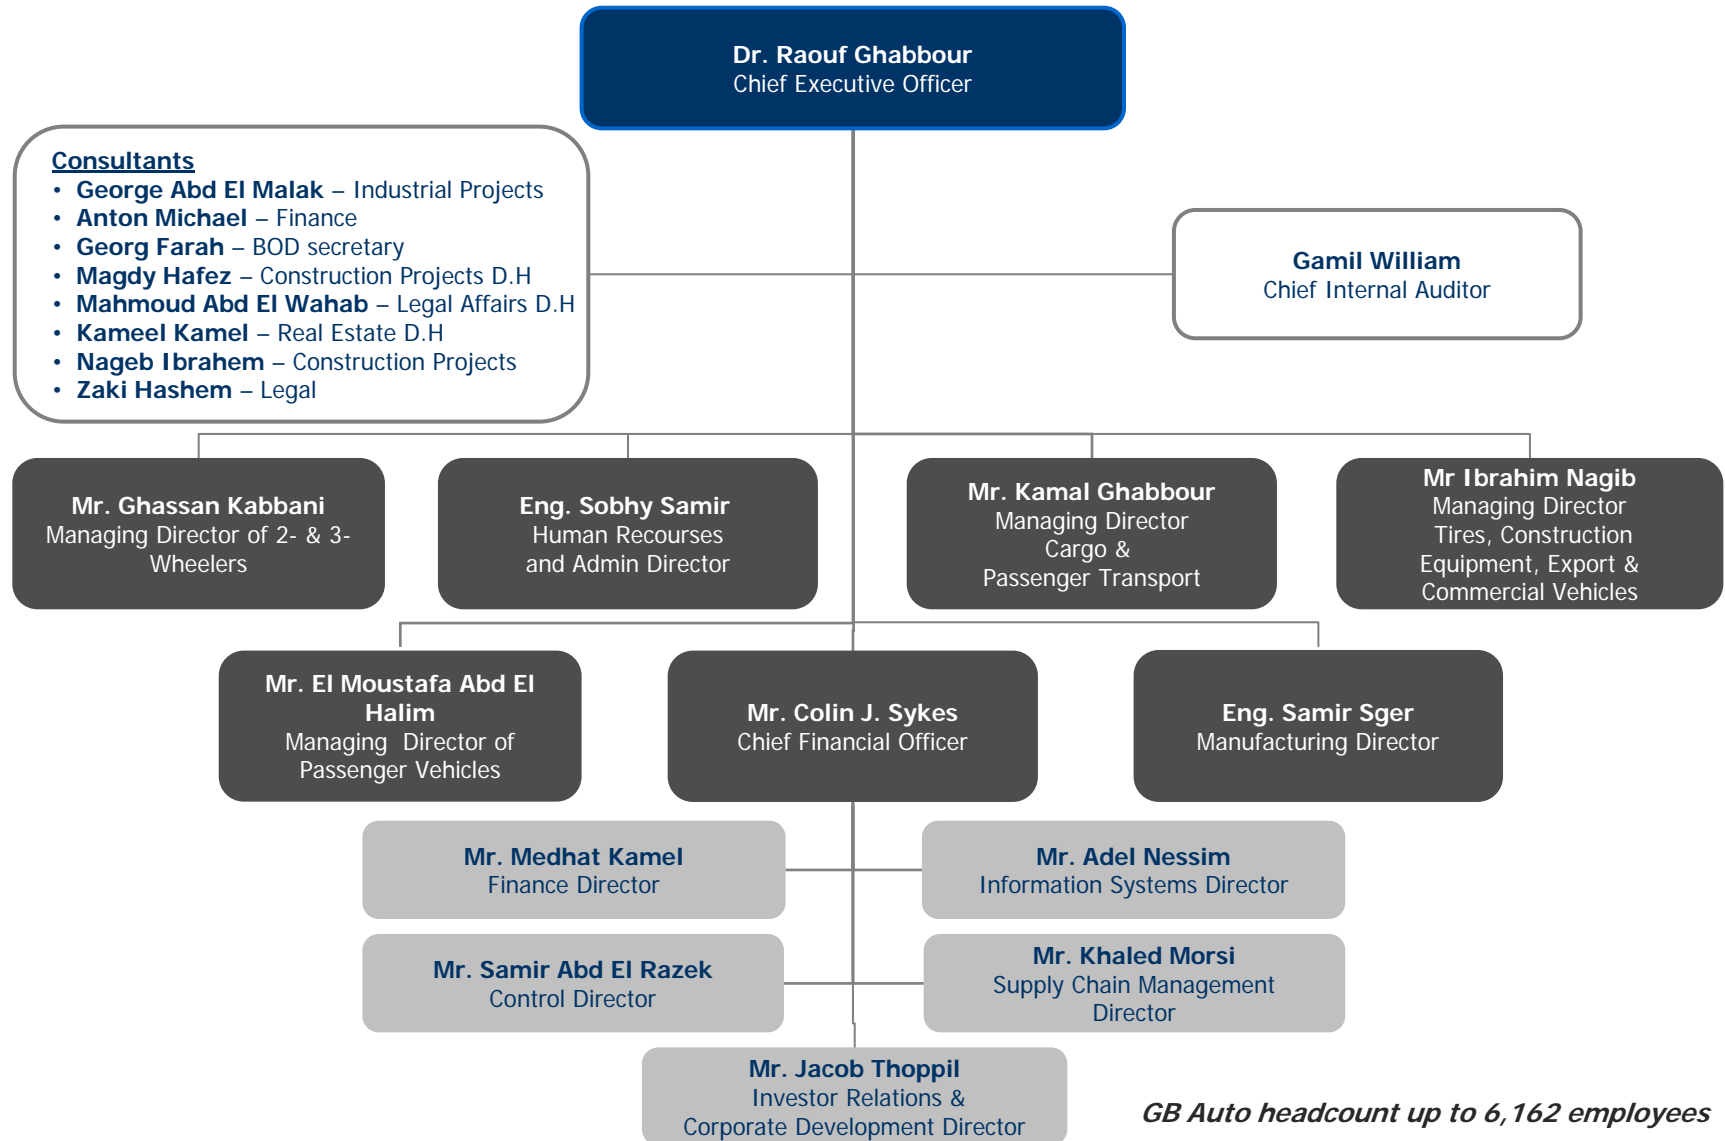 Dr. Raouf Ghabbour
Chief Executive Officer
Consultants
• George Abd El Malak – Industrial Projects
• Anton Michael – Finance
• Georg Farah – BOD secretary
• Magdy Hafez – Construction Projects D.H
• Mahmoud Abd El Wahab – Legal Affairs D.H
• Kameel Kamel – Real Estate D.H
• Nageb Ibrahem – Construction Projects
• Zaki Hashem – Legal
Gamil William
Chief Internal Auditor
Mr. Ghassan Kabbani
Managing Director of 2- & 3-
Wheelers
Eng. Sobhy Samir
Human Recourses
and Admin Director
Mr. Kamal Ghabbour
Managing Director
Cargo &
Passenger Transport
Mr Ibrahim Nagib
Managing Director
Tires, Construction
Equipment, Export &
Commercial Vehicles
Mr. El Moustafa Abd El
Halim
Managing Director of
Passenger Vehicles
Mr. Colin J. Sykes
Chief Financial Officer
Eng. Samir Sger
Manufacturing Director
Mr. Medhat Kamel
Finance Director
Mr. Adel Nessim
Information Systems Director
Mr. Samir Abd El Razek
Control Director
Mr. Khaled Morsi
Supply Chain Management
Director
Mr. Jacob Thoppil
Investor Relations &
Corporate Development Director
GB Auto headcount up to 6,162 employees